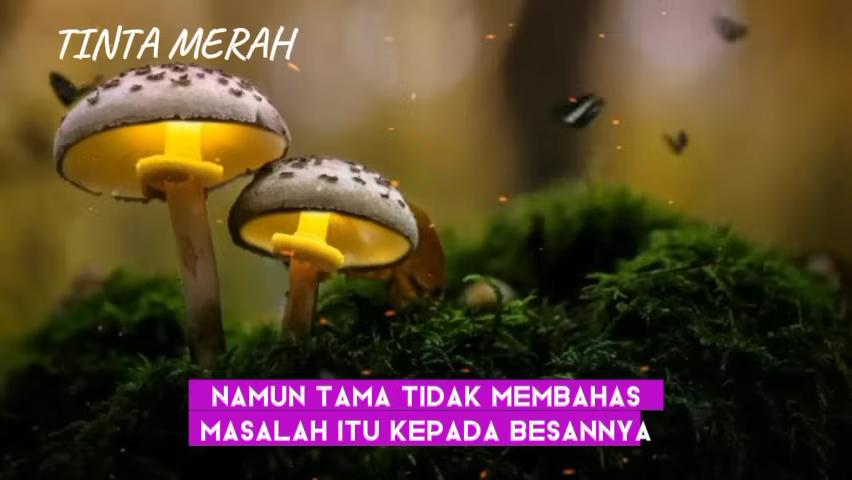 TINTA MERAH
NAMUN TAMA TIDAK MEMBAHAS
MASALAH ITU KEPADA BESANNYA